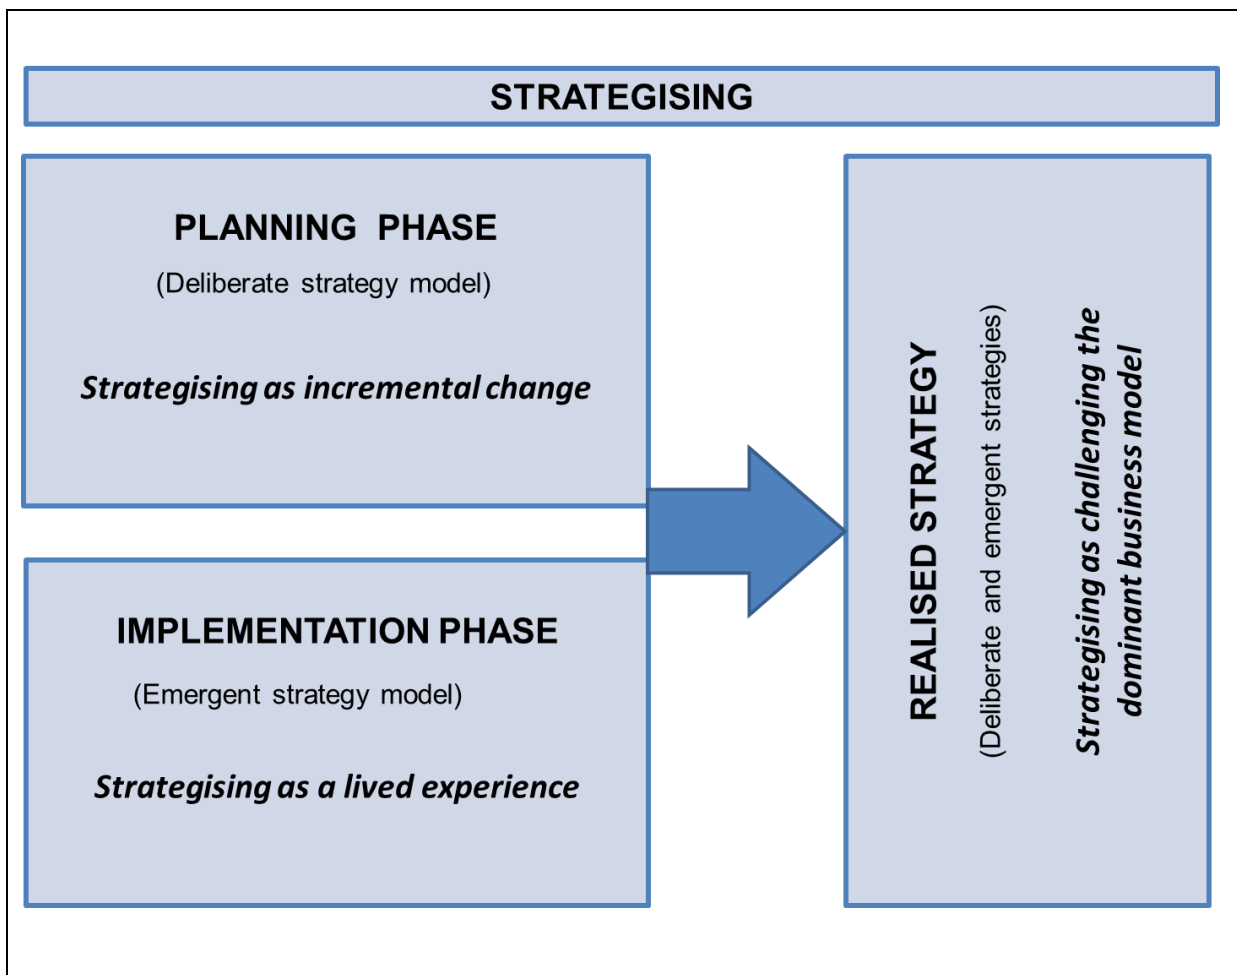 STRATEGISING
PLANNING PHASE
(Deliberate strategy model)
Strategising as incremental change
IMPLEMENTATION PHASE
(Emergent strategy model)
Strategising as a lived experience
REALISED STRATEGY
(Deliberate and emergent strategies)
Strategising as challenging the
dominant business model